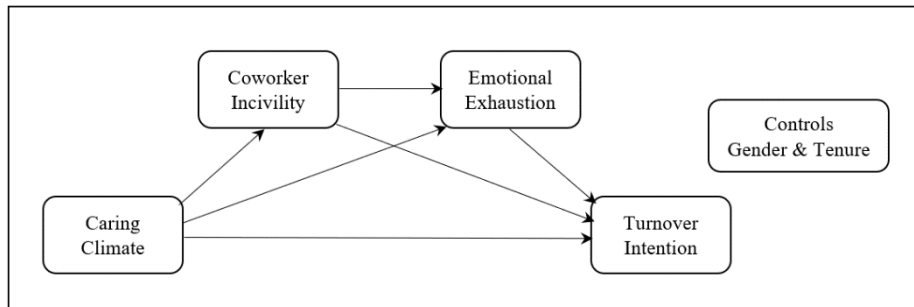 Coworker
Incivility
Emotional
Exhaustion
Controls
Gender & Tenure
Caring
Climate
Turnover
Intention